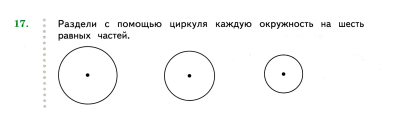 17. Раздели с помощью циркуля каждую окружность на шесть
равных частей.